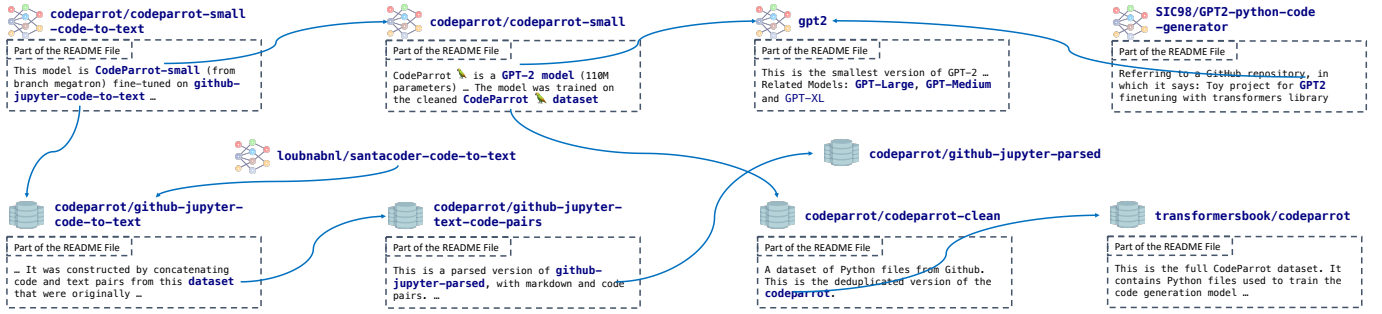 codeparrot/codeparrot-small
-code-to-text
Part of the README File
This model is CodeParrot-small (from
branch megatron) fine-tuned on github-
jupyter-code-to-text …
codeparrot/codeparrot-small
Part of the README File
CodeParrot 🦜 is a GPT-2 model (110M
parameters) … The model was trained on
the cleaned CodeParrot 🦜 dataset
gpt2
Part of the README File
This is the smallest version of GPT-2 …
Related Models: GPT-Large, GPT-Medium
and GPT-XL
SIC98/GPT2-python-code
-generator
Part of the README File
Referring to a GitHub repository, in
which it says: Toy project for GPT2
finetuning with transformers library
loubnabnl/santacoder-code-to-text
codeparrot/github-jupyter-parsed
codeparrot/github-jupyter-
code-to-text
Part of the README File
… It was constructed by concatenating
code and text pairs from this dataset
that were originally …
codeparrot/github-jupyter-
text-code-pairs
Part of the README File
This is a parsed version of github-
jupyter-parsed, with markdown and code
pairs. …
codeparrot/codeparrot-clean
Part of the README File
A dataset of Python files from Github.
This is the deduplicated version of the
codeparrot.
transformersbook/codeparrot
Part of the README File
This is the full CodeParrot dataset. It
contains Python files used to train the
code generation model …